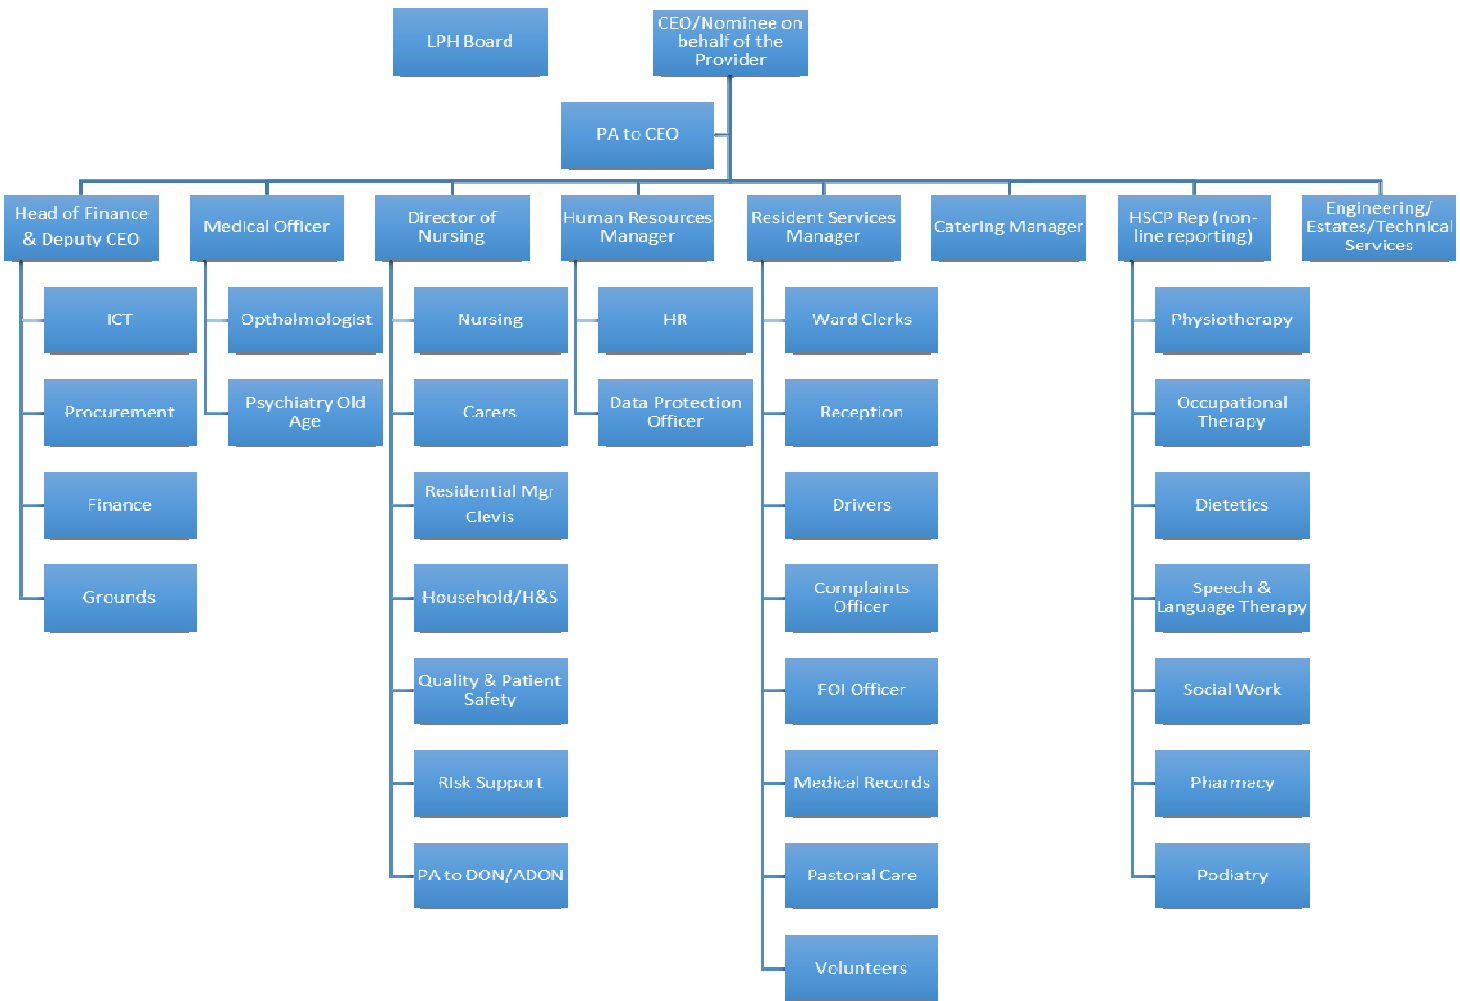 LPH Board
CEO/Nominee on
behalf of the
Provider
PA to CEO
Head of Finance
& Deputy CEO
Medical Officer
Director of
Nursing
Human Resources
Manager
Resident Services
Manager
Catering Manager
HSCP Rep (non-
line reporting)
Engineering/
Estates/Technical
Services
ICT
Procurement
Finance
Grounds
Opthalmologist
Psychiatry Old
Age
Nursing
Carers
Residential Mgr
Clevis
Household/H&S
Quality & Patient
Safety
RIsk Support
PA to DON/ADON
HR
Data Protection
Officer
Ward Clerks
Reception
Drivers
Complaints
Officer
FOI Officer
Medical Records
Pastoral Care
Volunteers
Physiotherapy
Occupational
Therapy
Dietetics
Speech &
Language Therapy
Social Work
Pharmacy
Podiatry